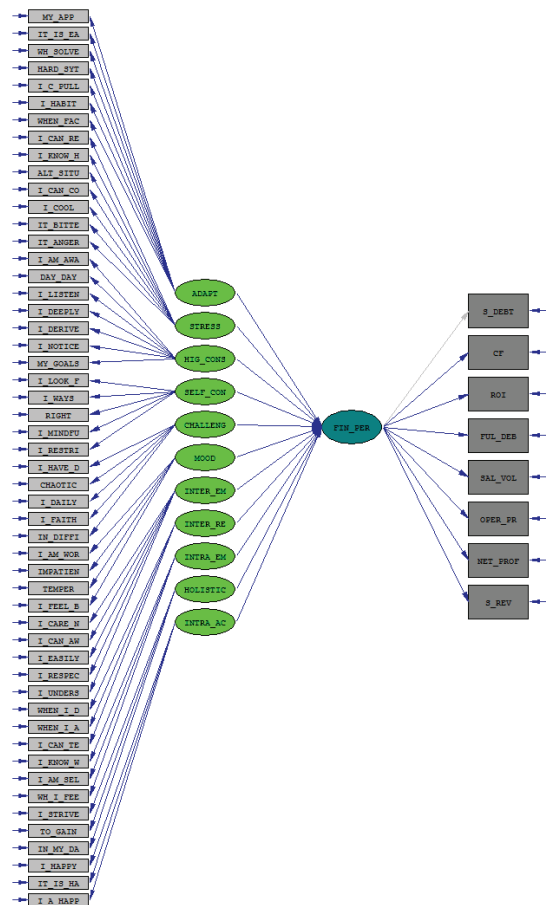 MY_APP
IT_IS_EA
WH_SOLVE
HARD_SYT
I_C_PULL
I_HABIT
WHEN_FAC
I_CAN_RE
I_KNOW_H
ALT_SITU
I_CAN_CO
I_COOL
IT_BITTE
IT_ANGER
I_AM_AWA
DAY_DAY
I_LISTEN
I_DEEPLY
I_DERIVE
I_NOTICE
MY_GOALS
I_LOOK_F
I_WAYS
RIGHT
I_MINDFU
I_RESTRI
I_HAVE_D
CHAOTIC
I_DAILY
I_FAITH
IN_DIFFI
I_AM_WOR
IMPATIEN
TEMPER
I_FEEL_B
I_CARE_N
I_CAN_AW
I_EASILY
I_RESPEC
I_UNDERS
WHEN_I_D
WHEN_I_A
I_CAN_TE
I_KNOW_W
I_AM_SEL
WH_I_FEE
I_STRIVE
TO_GAIN
IN_MY_DA
I_HAPPY
IT_IS_HA
I_A_HAPP
ADAPT
STRESS
HIG_CONS
SELF_CON
CHALLENG
MOOD
INTER_EM
INTER_RE
INTRA_EM
HOLISTIC
INTRA_AC
FIN_PER
S_DEBT
CF
ROI
FUL_DEB
SAL_VOL
OPER_PR
NET_PROF
S_REV